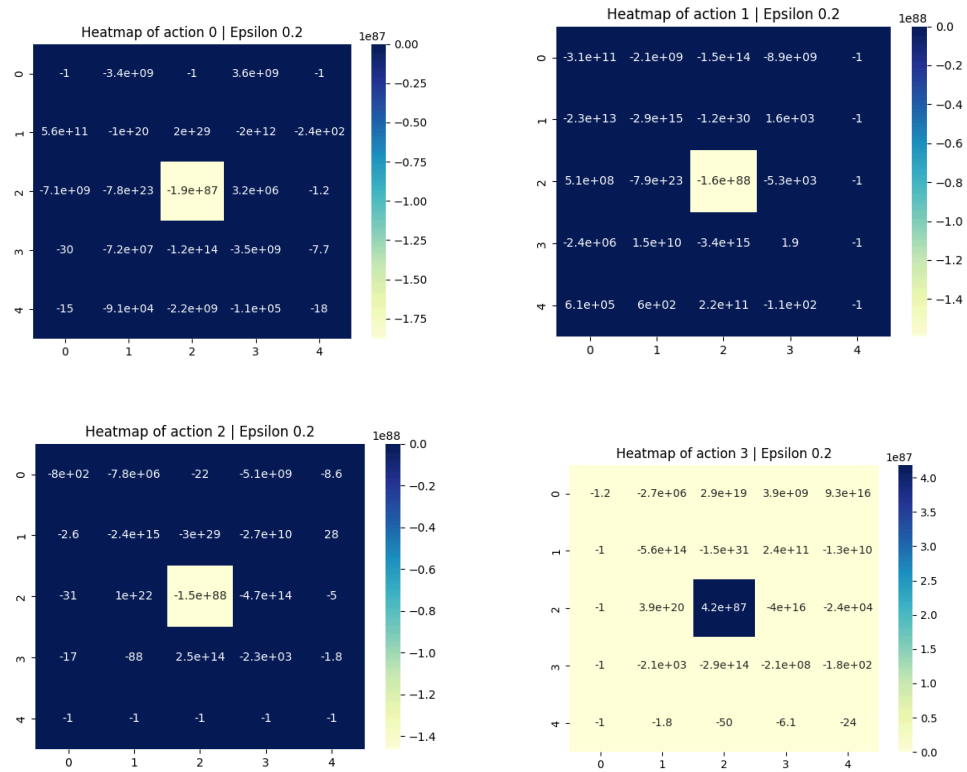 Heatmap of action 0 | Epsilon 0.2
1e87
0 -1 -3.4e+09 -1 3.6e+09 -1 0.00
-0.25
1 5.6e+11 -1e+20 2e+29 -2e+12 -2.4e+02
-0.50
-0.75
2 -7.1e+09 -7.8e+23 -1.9e+87 3.2e+06 -1.2
-1.00
3 -30 -7.2e+07 -1.2e+14 -3.5e+09 -7.7
-1.25
-1.50
4 -15 -9.1e+04 -2.2e+09 -1.1e+05 -18
-1.75
0 1 2 3 4
Heatmap of action 1 | Epsilon 0.2
1e88
0.0
0 -3.1e+11 -2.1e+09 -1.5e+14 -8.9e+09 -1
-0.2
1 -2.3e+13 -2.9e+15 -1.2e+30 1.6e+03 -1
-0.4
-0.6
2 5.1e+08 -7.9e+23 -1.6e+88 -5.3e+03 -1
-0.8
3 -2.4e+06 1.5e+10 -3.4e+15 1.9 -1
-1.0
-1.2
4 6.1e+05 6e+02 2.2e+11 -1.1e+02 -1
-1.4
0 1 2 3 4
Heatmap of action 2 | Epsilon 0.2
1e88
0.0
0 -8e+02 -7.8e+06 -22 -5.1e+09 -8.6
-0.2
1 -2.6 -2.4e+15 -3e+29 -2.7e+10 28
-0.4
-0.6
2 -31 1e+22 -1.5e+88 -4.7e+14 -5
-0.8
3 -17 -88 2.5e+14 -2.3e+03 -1.8
-1.0
-1.2
4 -1 -1 -1 -1 -1
-1.4
0 1 2 3 4
Heatmap of action 3 | Epsilon 0.2
1e87
0 -1.2 -2.7e+06 2.9e+19 3.9e+09 9.3e+16
4.0
3.5
1 -1 -5.6e+14 -1.5e+31 2.4e+11 -1.3e+10
3.0
2.5
2 -1 3.9e+20 4.2e+87 -4e+16 -2.4e+04
2.0
1.5
3 -1 -2.1e+03 -2.9e+14 -2.1e+08 -1.8e+02
1.0
0.5
4 -1 -1.8 -50 -6.1 -24
0.0
0 1 2 3 4